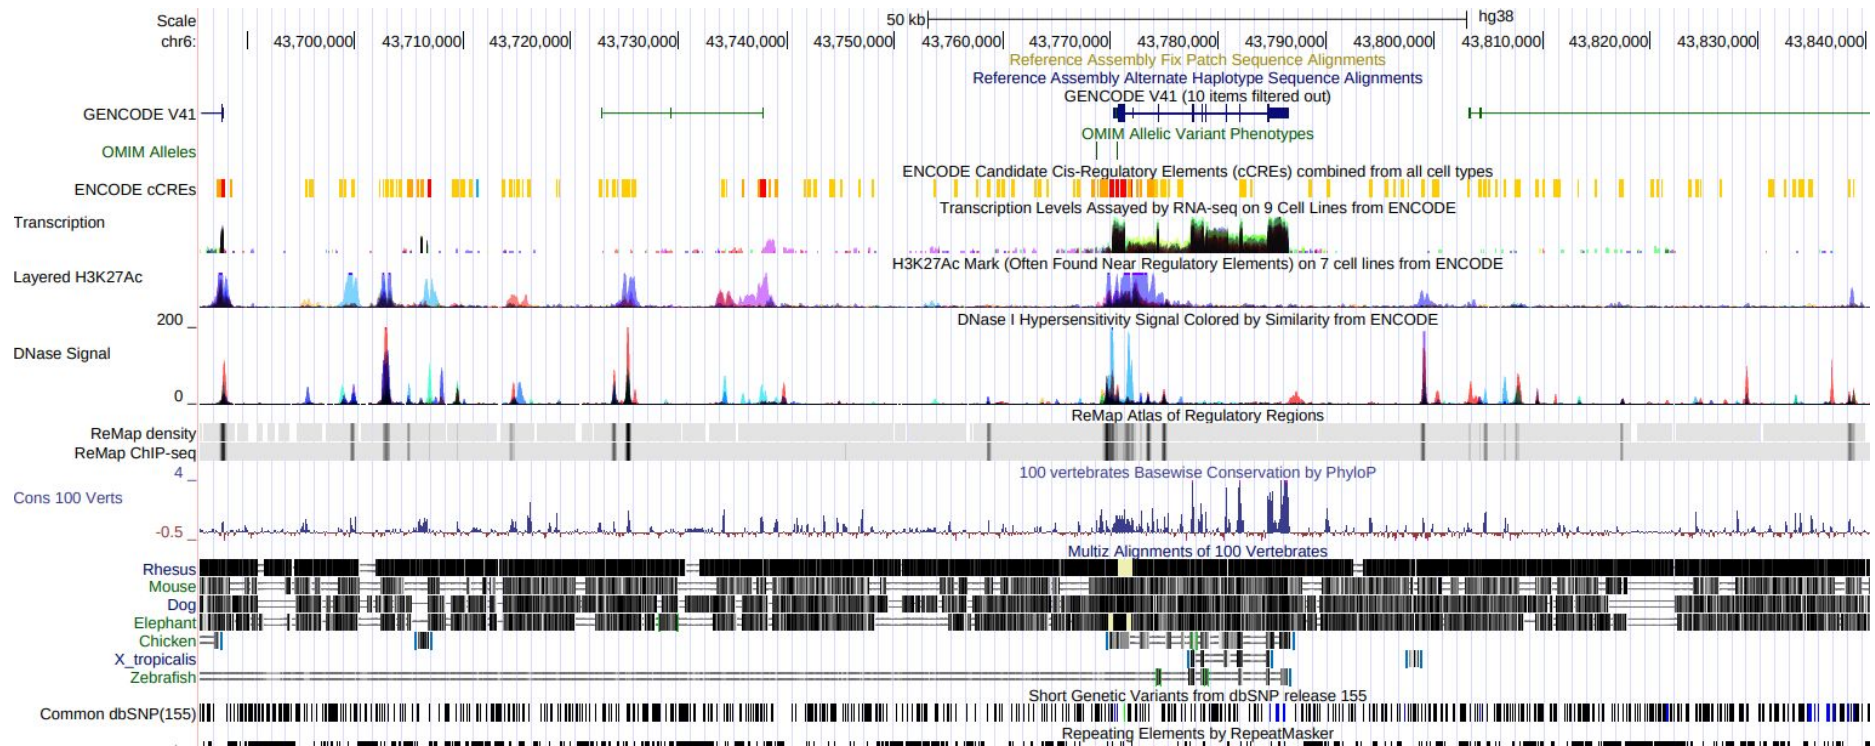 Scale 50 kb hg38
chr6: 43,700,000 43,710,000 43,720,000 43,730,000 43,740,000 43,750,000 43,760,000 43,770,000 43,780,000 43,790,000 43,800,000 43,810,000 43,820,000 43,830,000 43,840,000
Reference Assembly Fix Patch Sequence Alignments
Reference Assembly Alternate Haplotype Sequence Alignments
GENCODE V41 (10 items filtered out)
GENCODE V41
OMIM Allelic Variant Phenotypes
OMIM Alleles
ENCODE Candidate Cis-Regulatory Elements (cCREs) combined from all cell types
ENCODE cCREs
Transcription Levels Assayed by RNA-seq on 9 Cell Lines from ENCODE
Transcription
H3K27Ac Mark (Often Found Near Regulatory Elements) on 7 cell lines from ENCODE
Layered H3K27Ac
DNase I Hypersensitivity Signal Colored by Similarity from ENCODE
200
DNase Signal
0
ReMap Atlas of Regulatory Regions
ReMap density
ReMap ChIP-seq
100 vertebrates Basewise Conservation by PhyloP
4
Cons 100 Verts
-0.5
Multiz Alignments of 100 Vertebrates
Rhesus
Mouse
Dog
Elephant
Chicken
X_tropicalis
Zebrafish
Short Genetic Variants from dbSNP release 155
Common dbSNP(155)
Repeating Elements by RepeatMasker